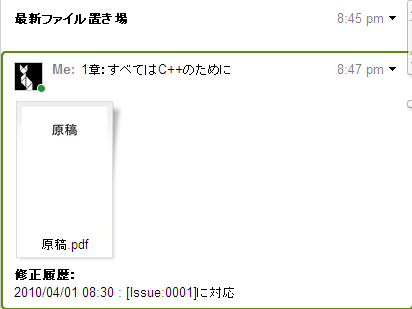 最新ファイル置き場 8:45 pm
Me: 1章: すべてはC++のために 8:47 pm
原稿
原稿.pdf
修正履歴:
2010/04/01 08:30 : [Issue:0001]に対応